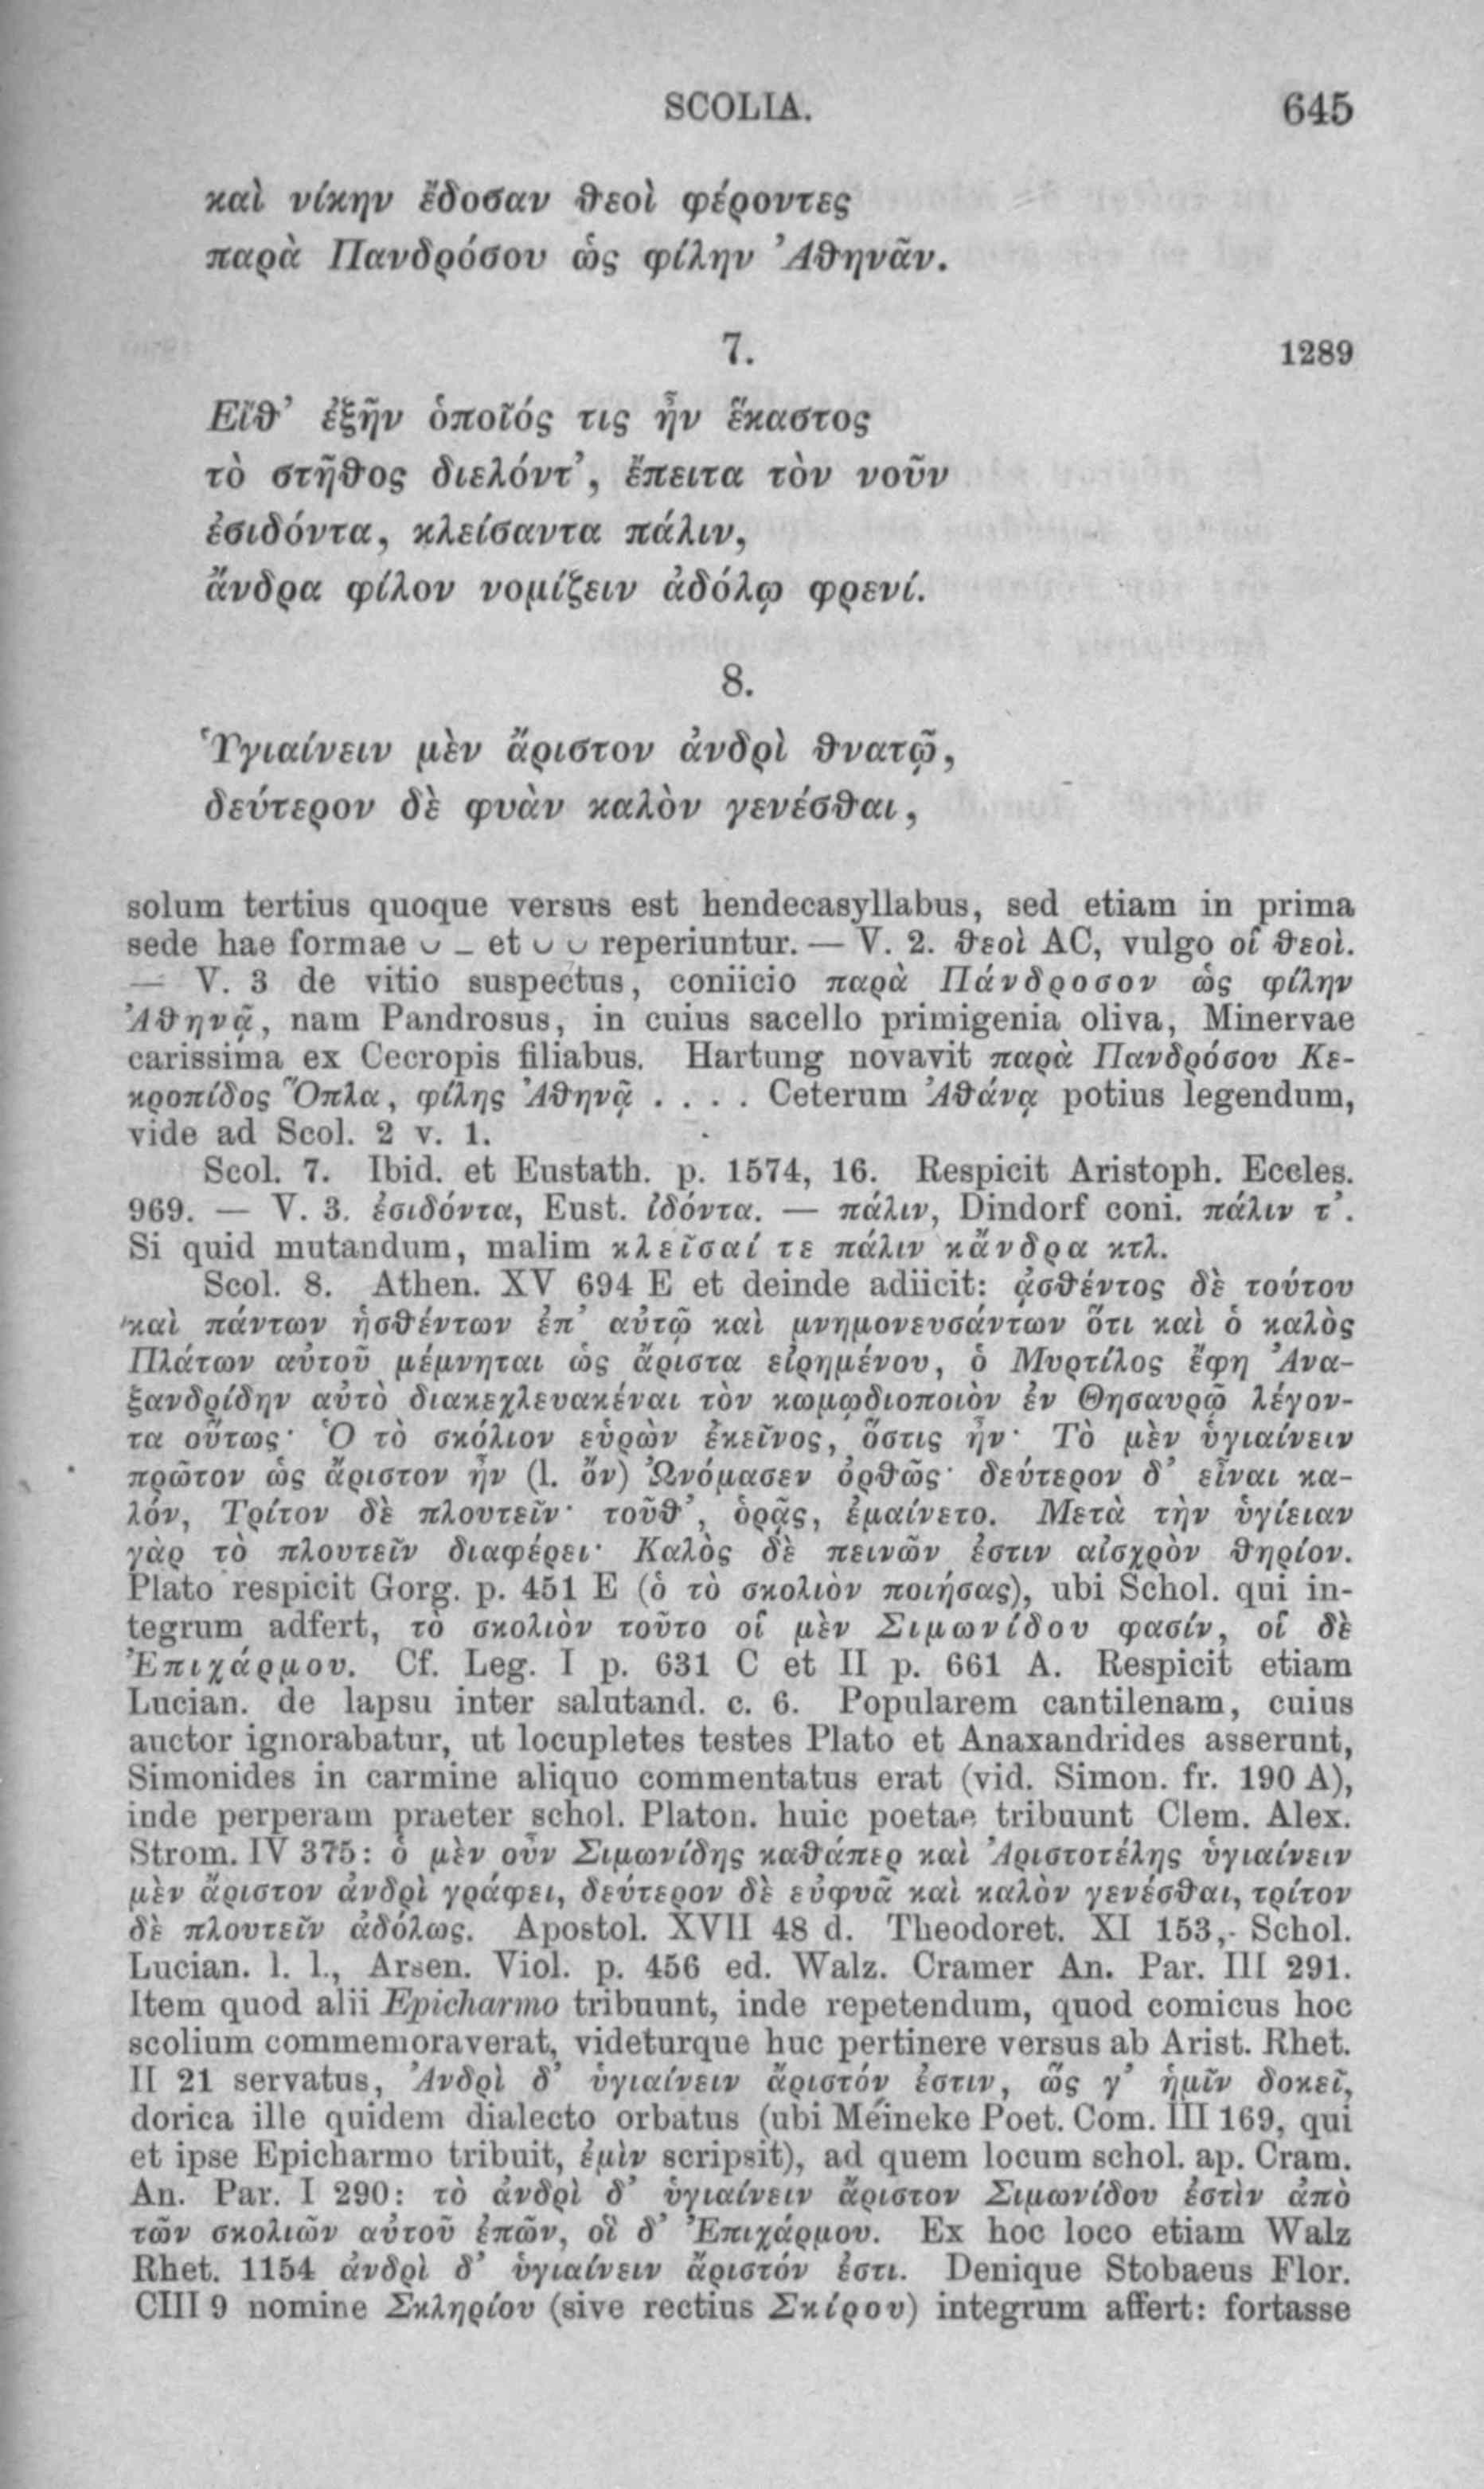 SCOLIA. 645
καὶ νίκην ἔδοσαν θεοὶ φέροντες
παρὰ Πανδρόσου ὡς φίλην Ἀθηνᾶν.
7. 1289
Εἴθ’ ἐξῆν ὁποῖός τις ἦν ἕκαστος
τὸ στῆθος διελόντ’, ἔπειτα τὸν νοῦν
ἐσιδόντα, κλείσαντα πάλιν,
ἄνδρα φίλον νομίζειν ἀδόλῳ φρενί.
8.
Ὑγιαίνειν μὲν ἄριστον ἀνδρὶ θνατῷ,
δεύτερον δὲ φυὰν καλὸν γενέσθαι,
solum tertius quoque versus est hendecasyllabus, sed etiam in prima
sede hae formae ∪ – et ∪ ∪ reperiuntur. — V. 2. θεοὶ AC, vulgo οἱ θεοὶ.
— V. 3 de vitio suspectus, coniicio παρὰ Πάνδροσον ὡς φίλην
Ἀθηνᾷ, nam Pandrosus, in cuius sacello primigenia oliva, Minervae
carissima ex Cecropis filiabus. Hartung novavit παρὰ Πανδρόσου Κε-
κροπίδος Ὅπλα, φίλης Ἀθηνᾷ . . . . Ceterum Ἀθάνᾳ potius legendum,
vide ad Scol. 2 v. 1.
Scol. 7. Ibid. et Eustath. p. 1574, 16. Respicit Aristoph. Eccles.
969. — V. 3. ἐσιδόντα, Eust. ἰδόντα. — πάλιν, Dindorf coni. πάλιν τ’.
Si quid mutandum, malim κλεῖσαί τε πάλιν κἄνδρα κτλ.
Scol. 8. Athen. XV 694 E et deinde adiicit: ᾀσθέντος δὲ τούτου
καὶ πάντων ἡσθέντων ἐπ’ αὐτῷ καὶ μνημονευσάντων ὅτι καὶ ὁ καλὸς
Πλάτων αὐτοῦ μέμνηται ὡς ἄριστα εἰρημένου, ὁ Μυρτίλος ἔφη Ἀνα-
ξανδρίδην αὐτὸ διακεχλευακέναι τὸν κωμῳδιοποιὸν ἐν Θησαυρῷ λέγον-
τα οὕτως· Ὁ τὸ σκόλιον εὑρὼν ἐκεῖνος, ὅστις ἦν· Τὸ μὲν ὑγιαίνειν
πρῶτον ὡς ἄριστον ἦν (l. ὄν) Ὠνόμασεν ὀρθῶς· δεύτερον δ’ εἶναι κα-
λόν, Τρίτον δὲ πλουτεῖν· τοῦθ’, ὁρᾷς, ἐμαίνετο. Μετὰ τὴν ὑγίειαν
γὰρ τὸ πλουτεῖν διαφέρει· Καλὸς δὲ πεινῶν ἐστιν αἰσχρὸν θηρίον.
Plato respicit Gorg. p. 451 E (ὁ τὸ σκολιὸν ποιήσας), ubi Schol. qui in-
tegrum adfert, τὸ σκολιὸν τοῦτο οἱ μὲν Σιμωνίδου φασίν, οἱ δὲ
Ἐπιχάρμου. Cf. Leg. I p. 631 C et II p. 661 A. Respicit etiam
Lucian. de lapsu inter salutand. c. 6. Popularem cantilenam, cuius
auctor ignorabatur, ut locupletes testes Plato et Anaxandrides asserunt,
Simonides in carmine aliquo commentatus erat (vid. Simon. fr. 190 A),
inde perperam praeter schol. Platon. huic poetae tribuunt Clem. Alex.
Strom. IV 375: ὁ μὲν οὖν Σιμωνίδης καθάπερ καὶ Ἀριστοτέλης ὑγιαίνειν
μὲν ἄριστον ἀνδρὶ γράφει, δεύτερον δὲ εὐφυᾶ καὶ καλὸν γενέσθαι, τρίτον
δὲ πλουτεῖν ἀδόλως. Apostol. XVII 48 d. Theodoret. XI 153, Schol.
Lucian. l. l., Arsen. Viol. p. 456 ed. Walz. Cramer An. Par. III 291.
Item quod alii Epicharmo tribuunt, inde repetendum, quod comicus hoc
scolium commemoraverat, videturque huc pertinere versus ab Arist. Rhet.
II 21 servatus, Ἀνδρὶ δ’ ὑγιαίνειν ἄριστόν ἐστιν, ὥς γ’ ἡμῖν δοκεῖ,
dorica ille quidem dialecto orbatus (ubi Meineke Poet. Com. III 169, qui
et ipse Epicharmo tribuit, ἐμὶν scripsit), ad quem locum schol. ap. Cram.
An. Par. I 290: τὸ ἀνδρὶ δ’ ὑγιαίνειν ἄριστον Σιμωνίδου ἐστὶν ἀπὸ
τῶν σκολιῶν αὐτοῦ ἐπῶν, οἳ δ’ Ἐπιχάρμου. Ex hoc loco etiam Walz
Rhet. 1154 ἀνδρὶ δ’ ὑγιαίνειν ἄριστόν ἐστι. Denique Stobaeus Flor.
CIII 9 nomine Σκληρίου (sive rectius Σκίρου) integrum affert: fortasse